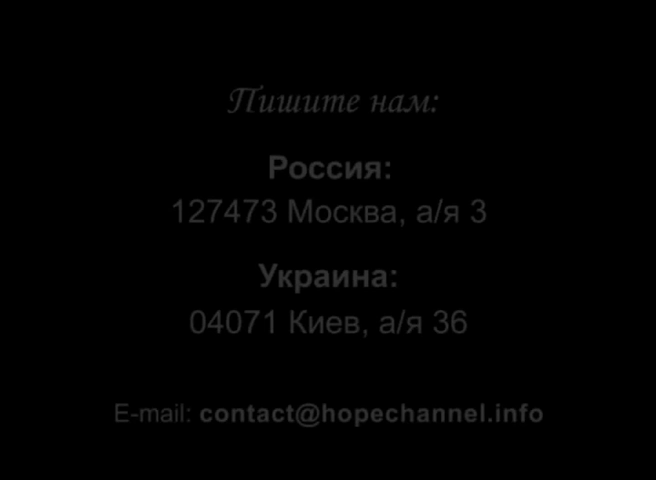 Пишите нам:
Россия:
127473 Москва, а/я 3
Украина:
04071 Киев, а/я 36
E-mail: contact@hopechannel.info